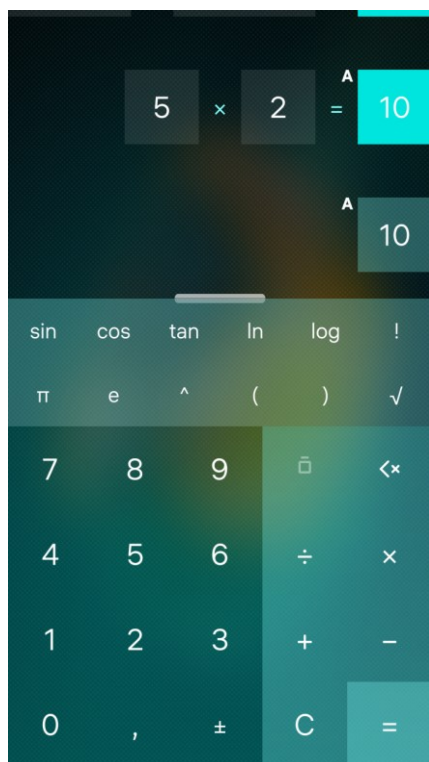 A
5 × 2 = 10
A
10
sin cos tan ln log !
π e ^ ( ) √
7 8 9
4 5 6 ÷ ×
1 2 3 + −
0 , ± C =